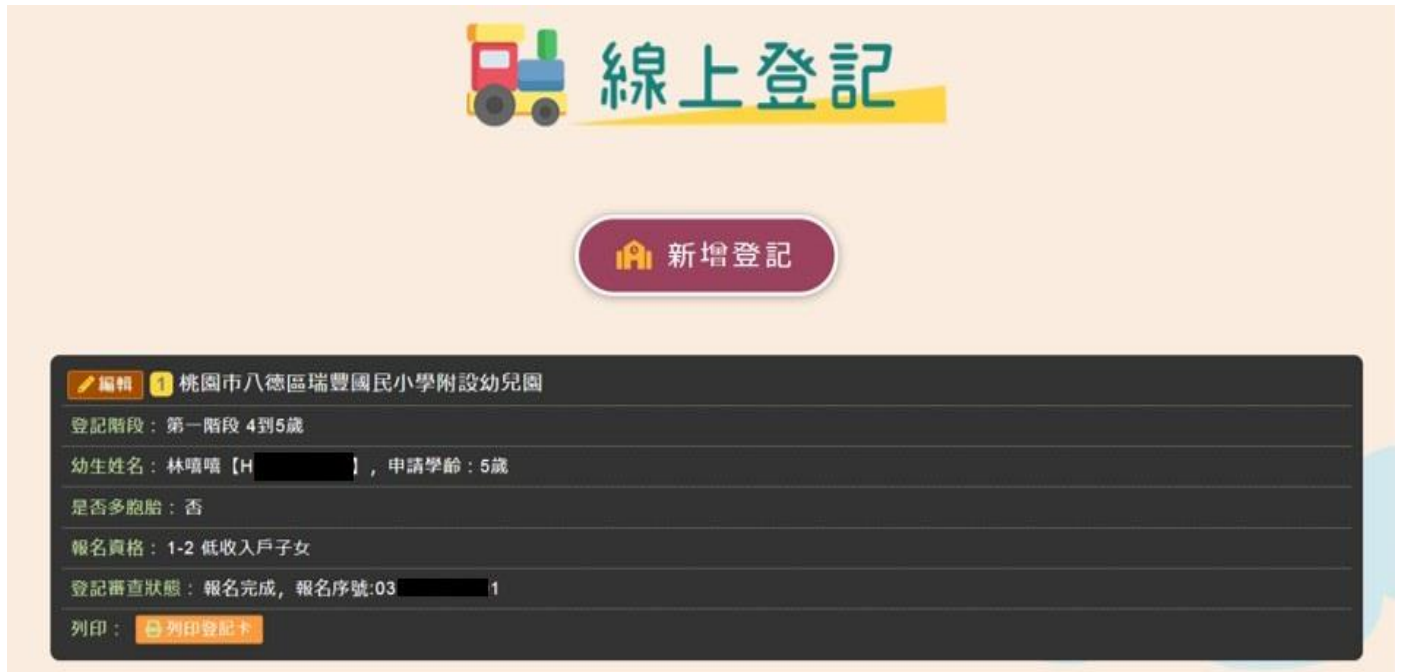 線上登記
新增登記
編輯 1 桃園市八德區瑞豐國民小學附設幼兒園
登記階段：第一階段 4到5歲
幼生姓名：林嘻嘻【H】，申請學齡：5歲
是否多胞胎：否
報名資格：1-2 低收入戶子女
登記審查狀態：報名完成，報名序號:03 1
列印：列印登記卡